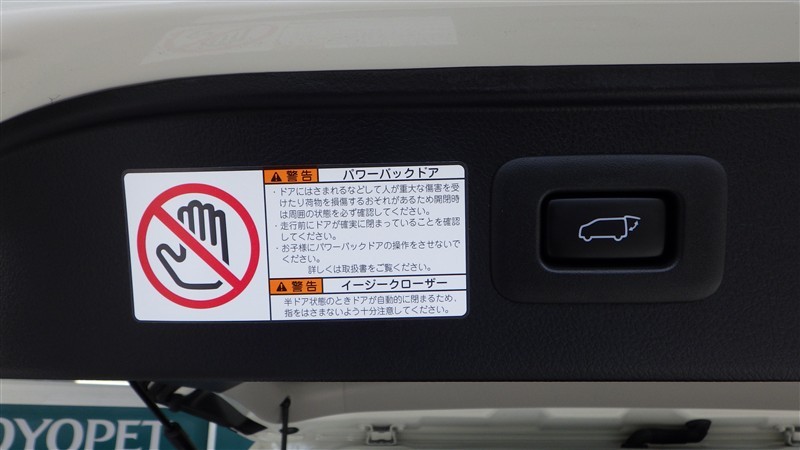 警告 パワーバックドア
・ドアにはさまれるなどして人が重大な傷害を受
けたり荷物を損傷するおそれがあるため開閉時
は周囲の状態を必ず確認してください。
・走行前にドアが確実に閉まっていることを確認
してください。
・お子様にパワーバックドアの操作をさせないで
ください。
詳しくは取扱書をご覧ください。
警告 イージークローザー
半ドア状態のときドアが自動的に閉まるため、
指をはさまないよう十分注意してください。
OYOPET